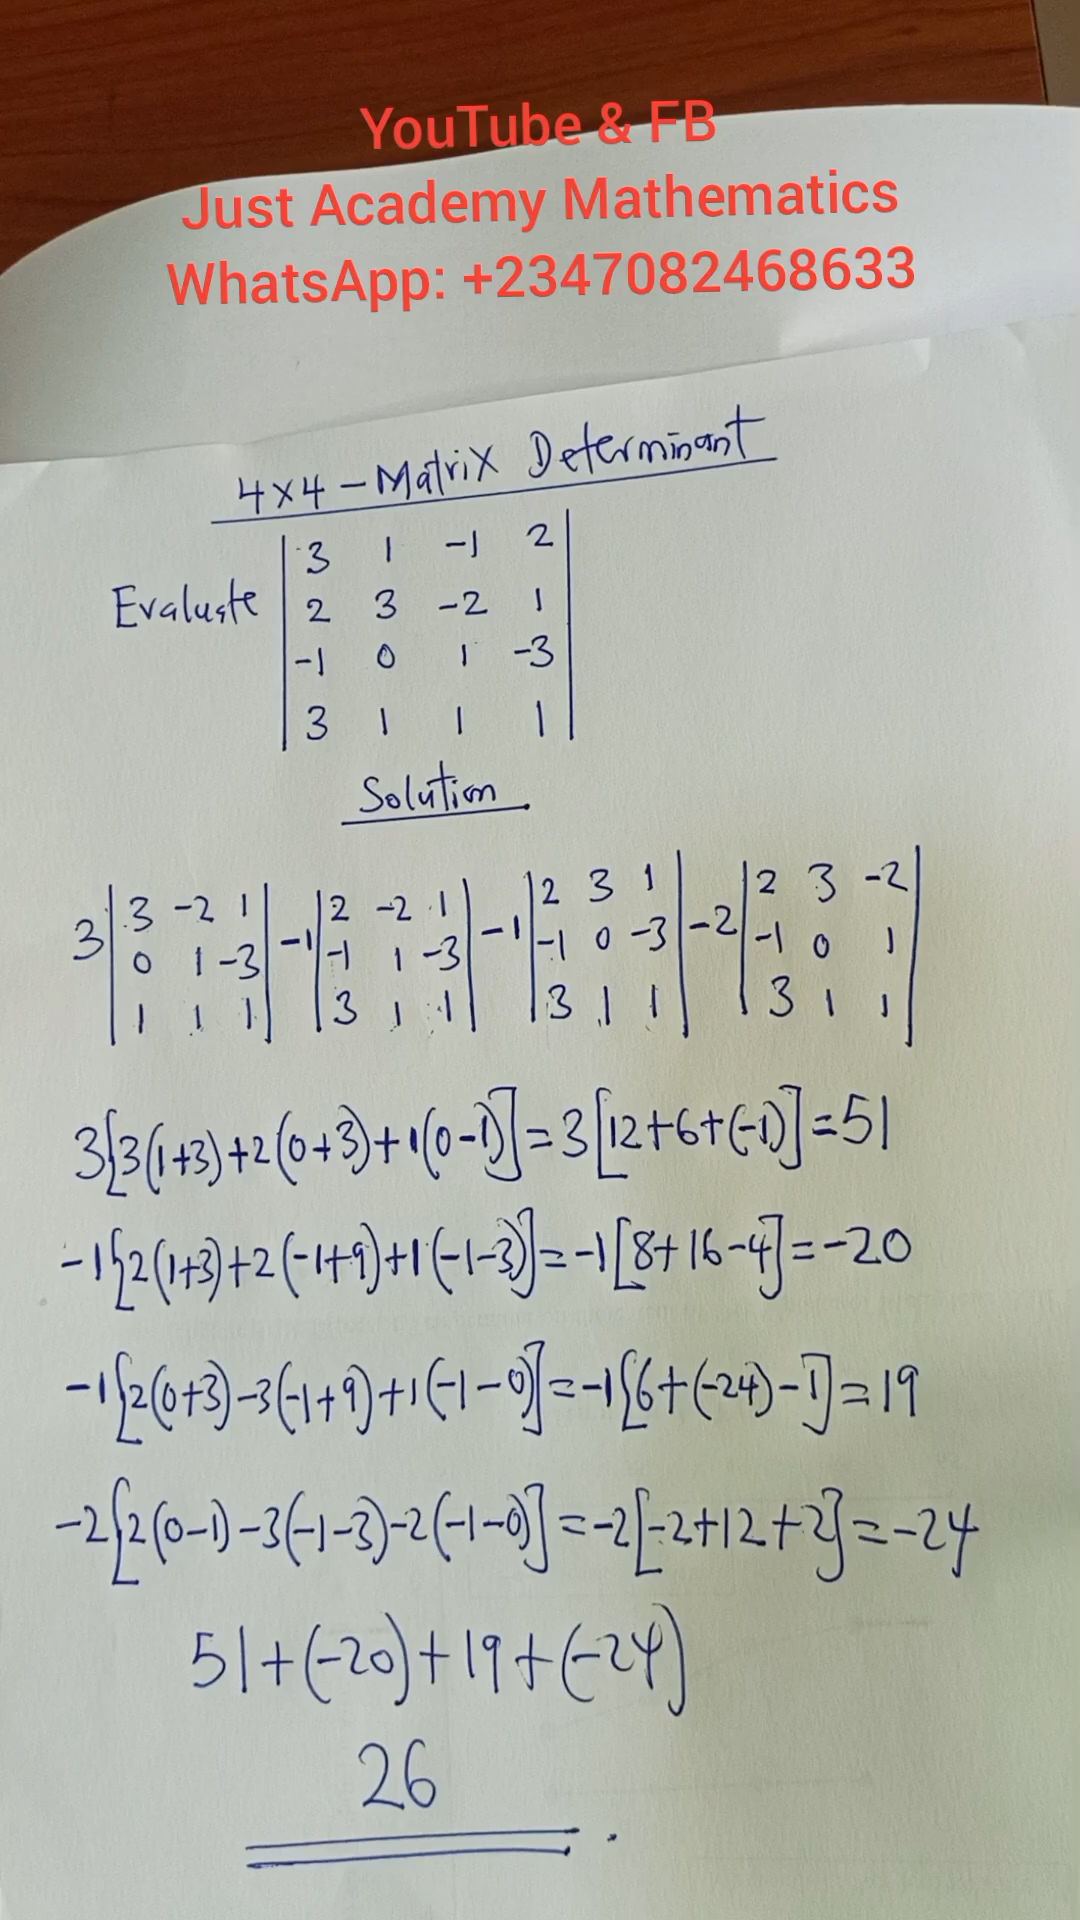 YouTube & FB
Just Academy Mathematics
WhatsApp: +2347082468633
4x4 - Matrix Determinant
Evaluate | 3 1 -1 2 |
| 2 3 -2 1 |
| -1 0 1 -3 |
| 3 1 1 1 |
Solution
3 | 3 -2 1 | -1 | 2 -2 1 | -1 | 2 3 1 | -2 | 2 3 -2 |
| 0 1 -3 | | -1 1 -3 | | -1 0 -3 | | -1 0 1 |
| 1 1 1 | | 3 1 1 | | 3 1 1 | | 3 1 1 |
3[3(1+3)+2(0+3)+1(0-1)] = 3[12+6+(-1)] = 51
-1[2(1+3)+2(-1+9)+1(-1-3)] = -1[8+16-4] = -20
-1[2(0+3)-3(-1+9)+1(-1-0)] = -1[6+(-24)-1] = 19
-2[2(0-1)-3(-1-3)-2(-1-0)] = -2[-2+12+2] = -24
51+(-20)+19+(-24)
26